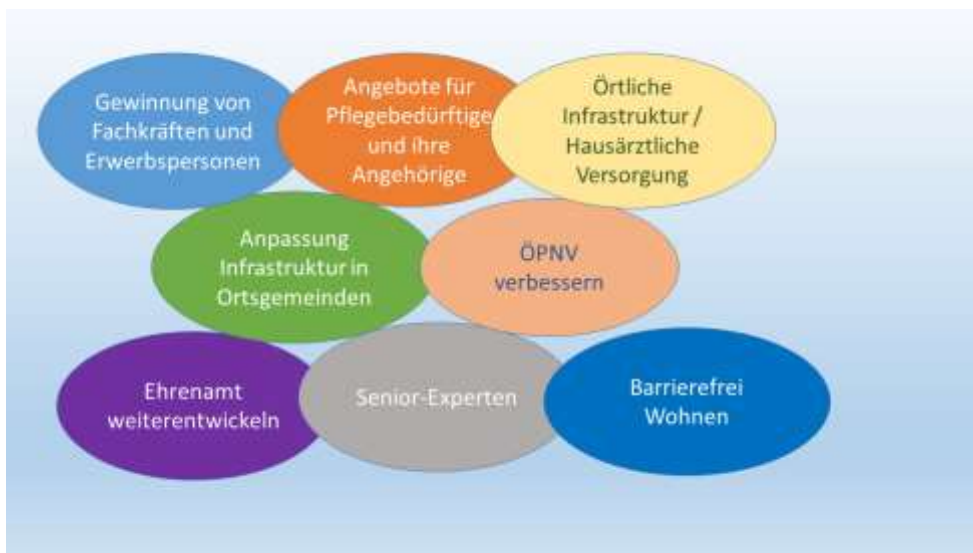 Gewinnung von
Fachkräften und
Erwerbspersonen
Angebote für
Pflegebedürftige
und ihre
Angehörige
Örtliche
Infrastruktur /
Hausärztliche
Versorgung
Anpassung
Infrastruktur in
Ortsgemeinden
ÖPNV
verbessern
Ehrenamt
weiterentwickeln
Senior-Experten
Barrierefrei
Wohnen